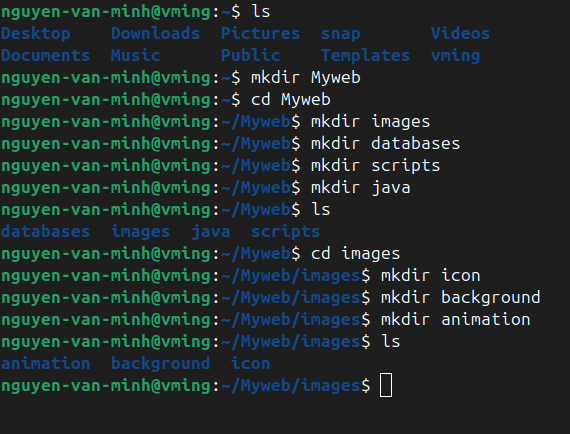 nguyen-van-minh@vming:~$ ls
Desktop    Downloads  Pictures  snap       Videos
Documents  Music      Public    Templates  vming
nguyen-van-minh@vming:~$ mkdir Myweb
nguyen-van-minh@vming:~$ cd Myweb
nguyen-van-minh@vming:~/Myweb$ mkdir images
nguyen-van-minh@vming:~/Myweb$ mkdir databases
nguyen-van-minh@vming:~/Myweb$ mkdir scripts
nguyen-van-minh@vming:~/Myweb$ mkdir java
nguyen-van-minh@vming:~/Myweb$ ls
databases  images  java  scripts
nguyen-van-minh@vming:~/Myweb$ cd images
nguyen-van-minh@vming:~/Myweb/images$ mkdir icon
nguyen-van-minh@vming:~/Myweb/images$ mkdir background
nguyen-van-minh@vming:~/Myweb/images$ mkdir animation
nguyen-van-minh@vming:~/Myweb/images$ ls
animation  background  icon
nguyen-van-minh@vming:~/Myweb/images$